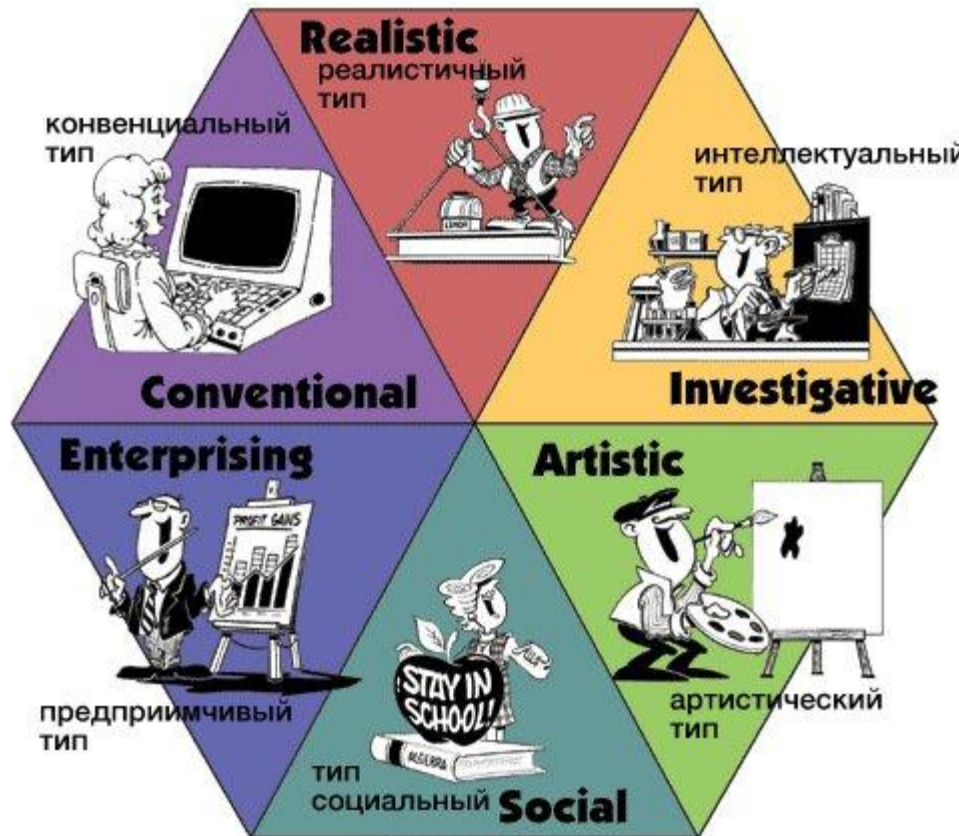 Realistic
реалистичный
тип
конвенциальный
тип
интеллектуальный
тип
Conventional
Investigative
Enterprising
Artistic
PROFIT GAINS
STAY IN
SCHOOL!
ALGEBRA
предприимчивый
тип
артистический
тип
тип
социальный Social